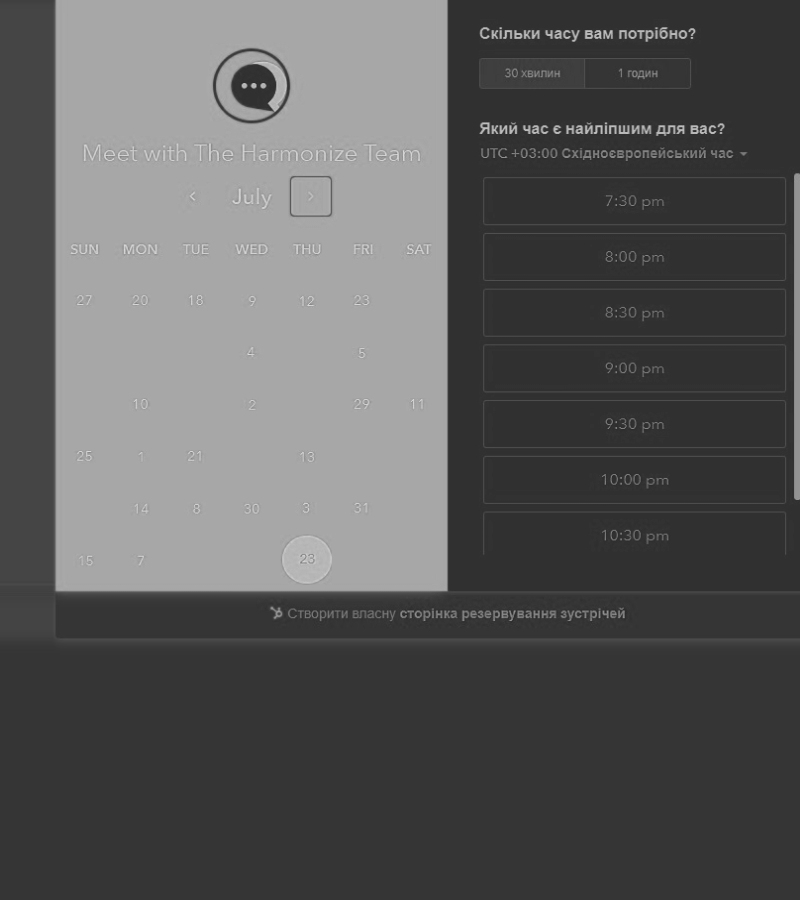 Meet with The Harmonize Team
July
SUN MON TUE WED THU FRI SAT
27 20 18 9 12 23
4 5
10 2 29 11
25 1 21 13
14 8 30 3 31
15 7 23
Скільки часу вам потрібно?
30 хвилин 1 годин
Який час є найліпшим для вас?
UTC +03:00 Східноєвропейський час
7:30 pm
8:00 pm
8:30 pm
9:00 pm
9:30 pm
10:00 pm
10:30 pm
Створити власну сторінка резервування зустрічей